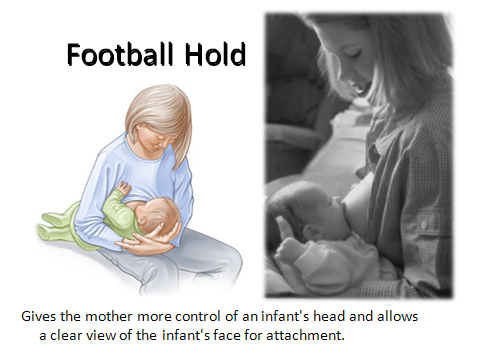 Football Hold
Gives the mother more control of an infant's head and allows
a clear view of the infant's face for attachment.